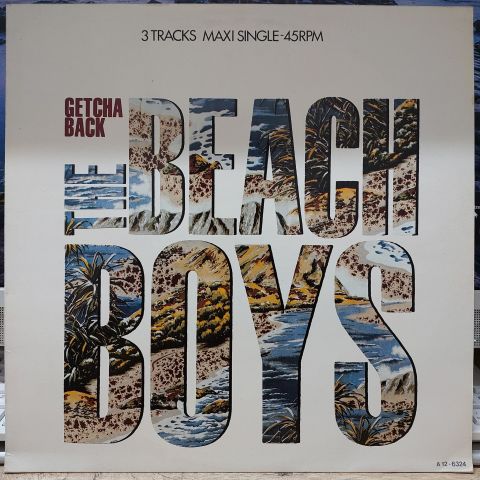 3 TRACKS MAXI SINGLE-45RPM
GETCHA
BACK
THE
BEACH
BOYS
A 12-6324